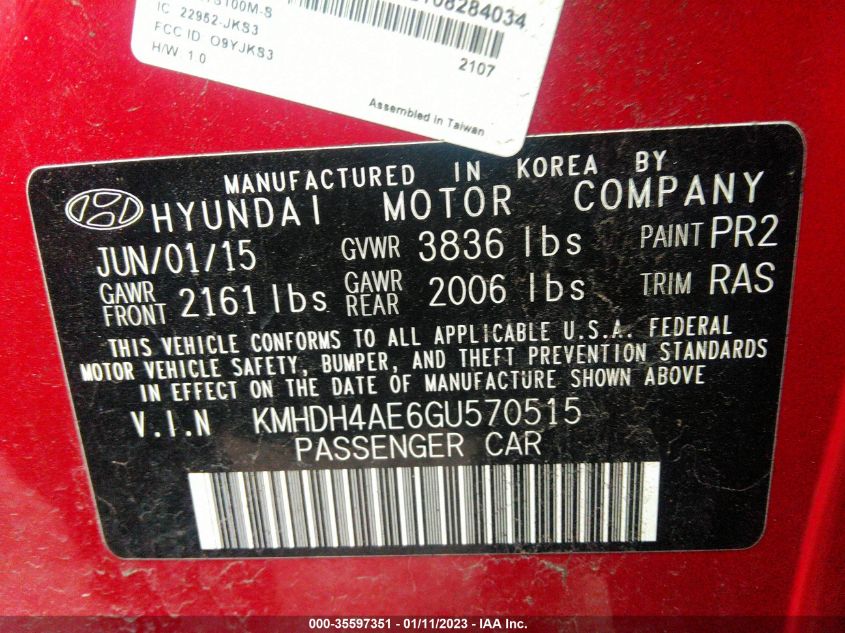 08284034
IC: 22952-JKS3
FCC ID: O9YJKS3
H/W 1.0
2107
Assembled in Taiwan
MANUFACTURED IN KOREA BY
HYUNDAI MOTOR COMPANY
JUN/01/15 GVWR 3836 lbs PAINT PR2
GAWR FRONT 2161 lbs GAWR REAR 2006 lbs TRIM RAS
THIS VEHICLE CONFORMS TO ALL APPLICABLE U.S.A. FEDERAL
MOTOR VEHICLE SAFETY, BUMPER, AND THEFT PREVENTION STANDARDS
IN EFFECT ON THE DATE OF MANUFACTURE SHOWN ABOVE
V.I.N KMHDH4AE6GU570515
PASSENGER CAR
000-35597351 - 01/11/2023 - IAA Inc.